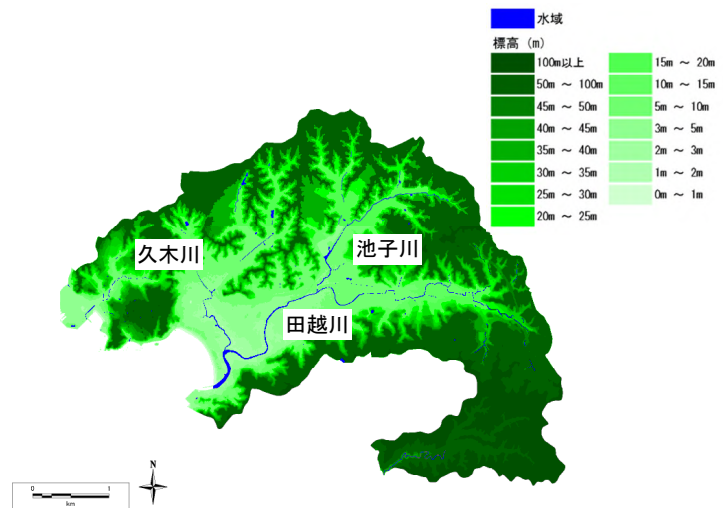 水域
標高 (m)
100m以上
50m ～ 100m
45m ～ 50m
40m ～ 45m
35m ～ 40m
30m ～ 35m
25m ～ 30m
20m ～ 25m
15m ～ 20m
10m ～ 15m
5m ～ 10m
3m ～ 5m
2m ～ 3m
1m ～ 2m
0m ～ 1m
久木川
池子川
田越川
N
0 1
km